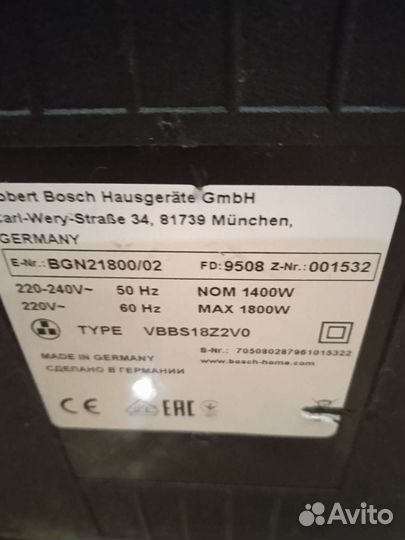 obert Bosch Hausgeräte GmbH
Carl-Wery-Straße 34, 81739 München,
GERMANY
E-Nr.: BGN21800/02 FD: 9508 Z-Nr.: 001532
220-240V~ 50 Hz NOM 1400W
220V~ 60 Hz MAX 1800W
TYPE VBBS18Z2V0
MADE IN GERMANY S-Nr.: 705080287961015322
СДЕЛАНО В ГЕРМАНИИ www.bosch-home.com
CE EAC
Avito